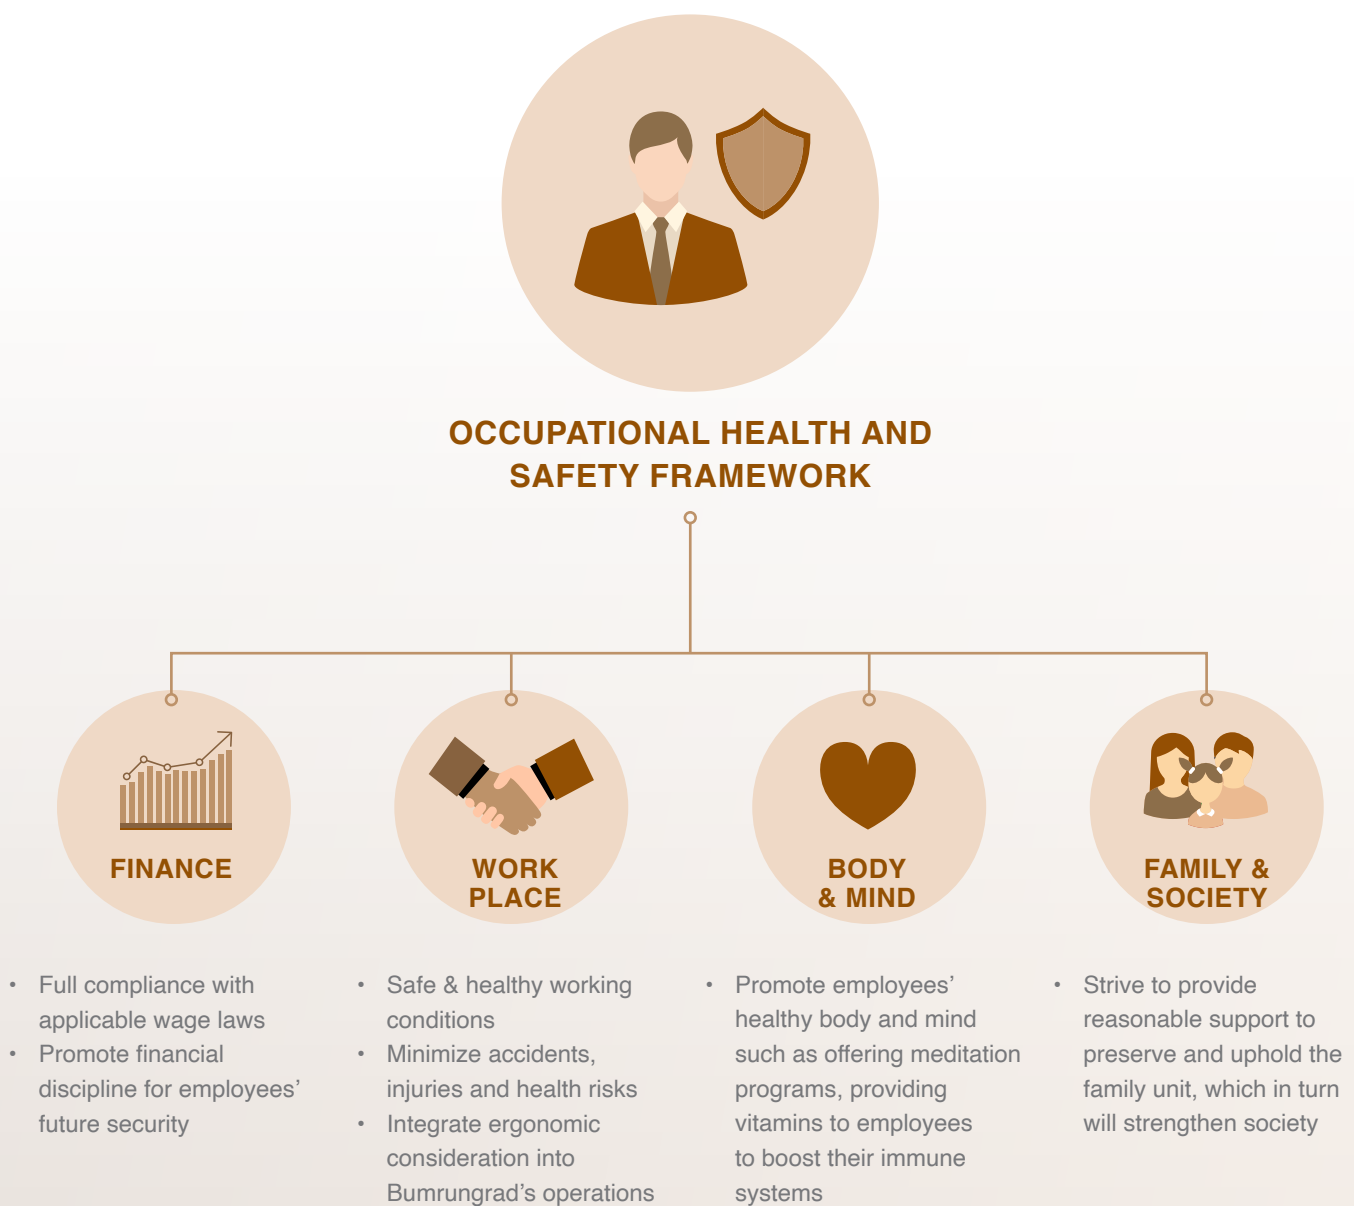 OCCUPATIONAL HEALTH AND
SAFETY FRAMEWORK
FINANCE
• Full compliance with
applicable wage laws
• Promote financial
discipline for employees’
future security
WORK
PLACE
• Safe & healthy working
conditions
• Minimize accidents,
injuries and health risks
• Integrate ergonomic
consideration into
Bumrungrad’s operations
BODY
& MIND
• Promote employees’
healthy body and mind
such as offering meditation
programs, providing
vitamins to employees
to boost their immune
systems
FAMILY &
SOCIETY
• Strive to provide
reasonable support to
preserve and uphold the
family unit, which in turn
will strengthen society